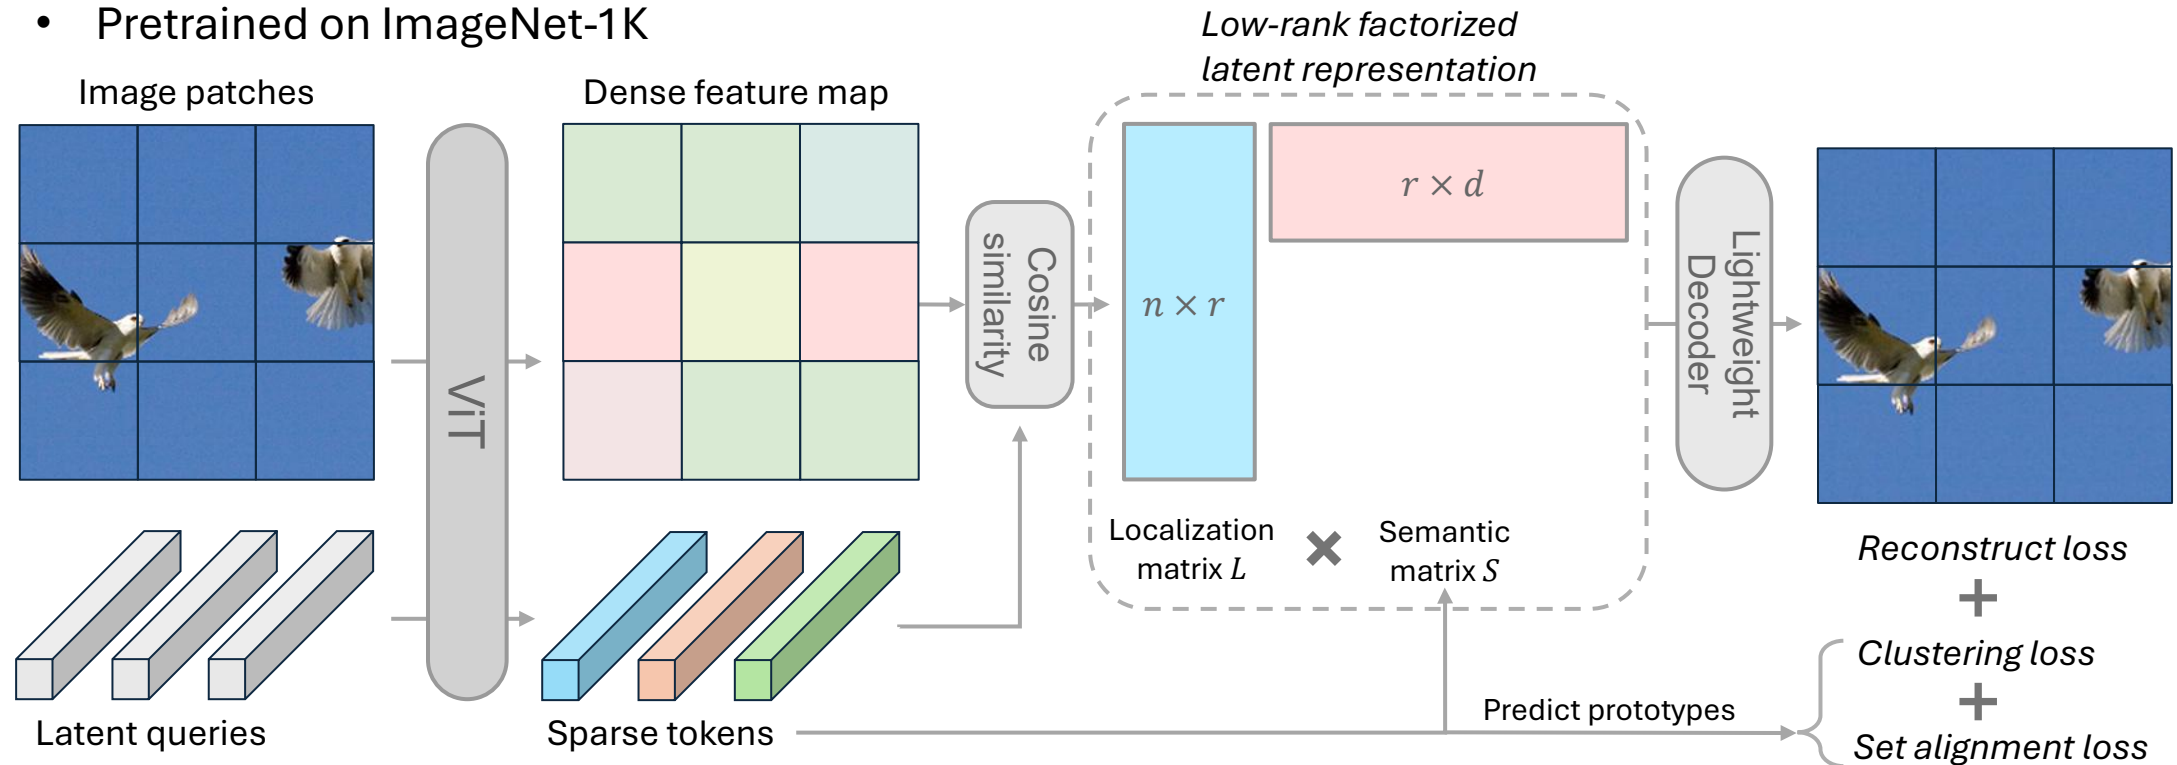 • Pretrained on ImageNet-1K
Low-rank factorized
latent representation
Image patches
Dense feature map
ViT
Cosine
similarity
n × r
r × d
Lightweight
Decoder
Localization
matrix L
×
Semantic
matrix S
Latent queries
Sparse tokens
Predict prototypes
Reconstruct loss
+
Clustering loss
+
Set alignment loss